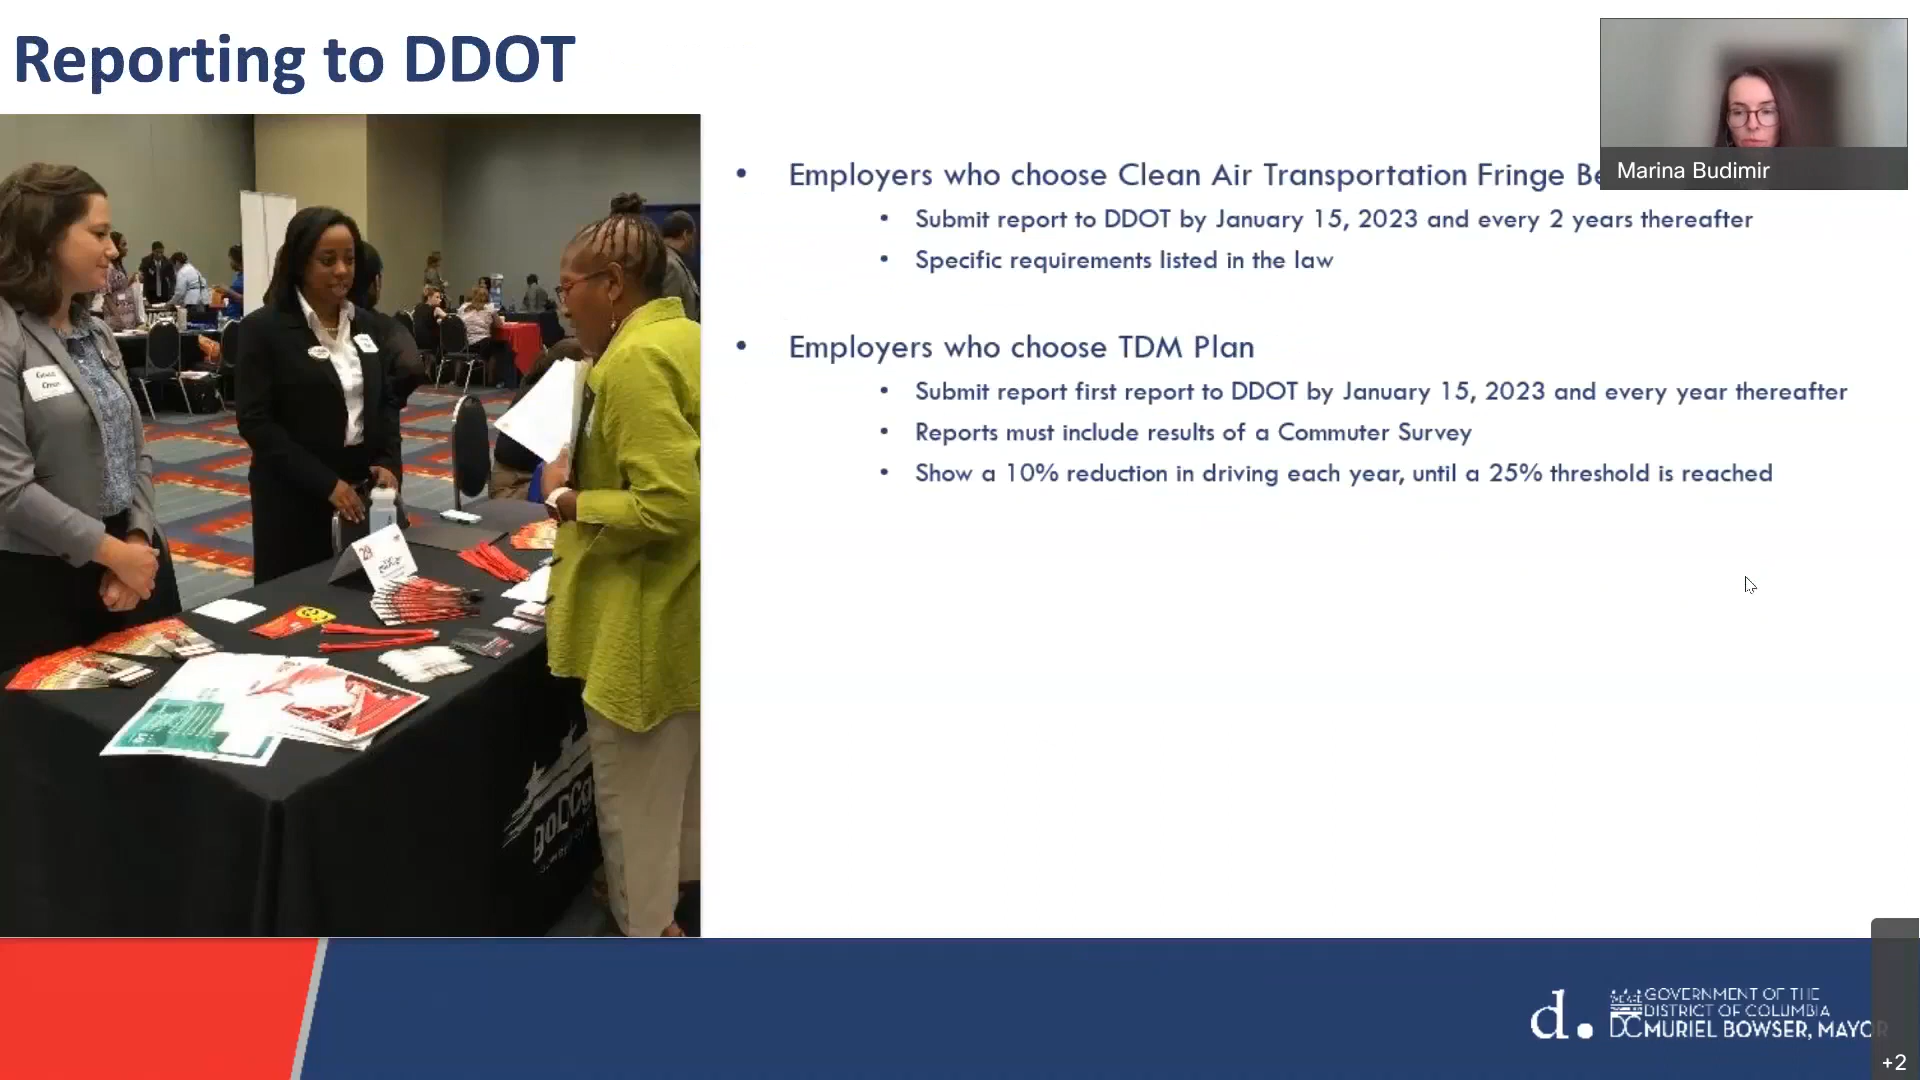 Reporting to DDOT
Marina Budimir
• Employers who choose Clean Air Transportation Fringe Be
• Submit report to DDOT by January 15, 2023 and every 2 years thereafter
• Specific requirements listed in the law
• Employers who choose TDM Plan
• Submit report first report to DDOT by January 15, 2023 and every year thereafter
• Reports must include results of a Commuter Survey
• Show a 10% reduction in driving each year, until a 25% threshold is reached
29
goDCgo
d.
WE ARE
DC
GOVERNMENT OF THE
DISTRICT OF COLUMBIA
MURIEL BOWSER, MAYOR
+2